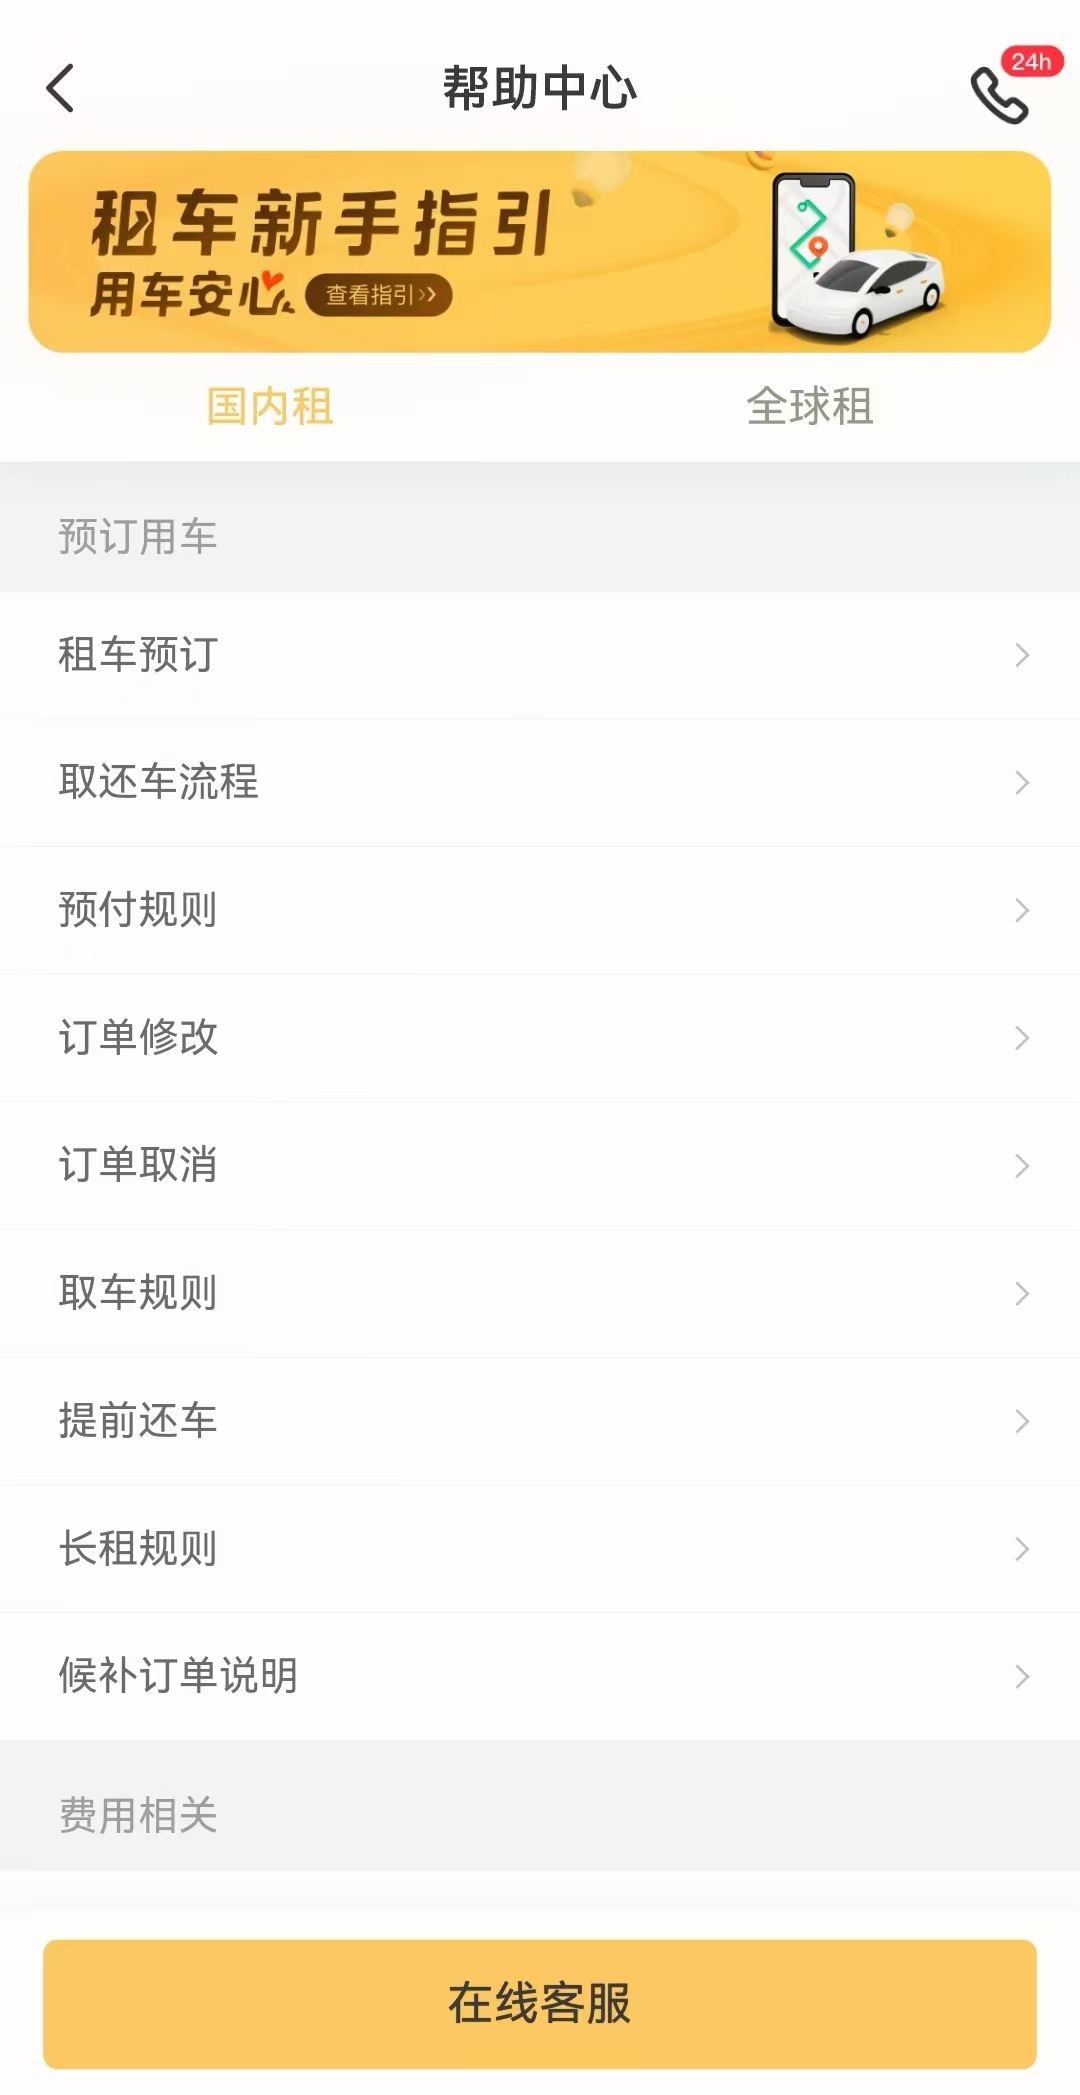 帮助中心
24h
租车新手指引
用车安心
查看指引
国内租
全球租
预订用车
租车预订
取还车流程
预付规则
订单修改
订单取消
取车规则
提前还车
长租规则
候补订单说明
费用相关
在线客服